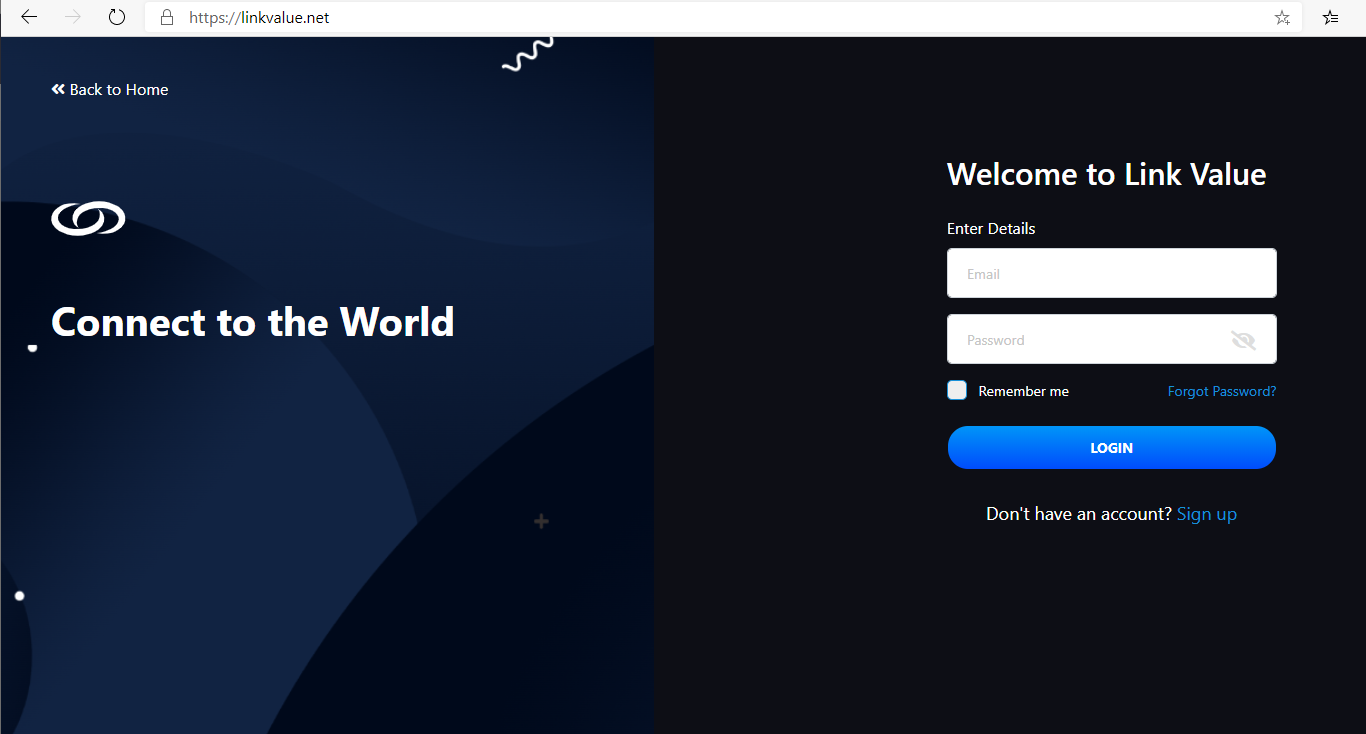 https://linkvalue.net
Back to Home
Connect to the World
Welcome to Link Value
Enter Details
Email
Password
Remember me
Forgot Password?
LOGIN
Don't have an account? Sign up